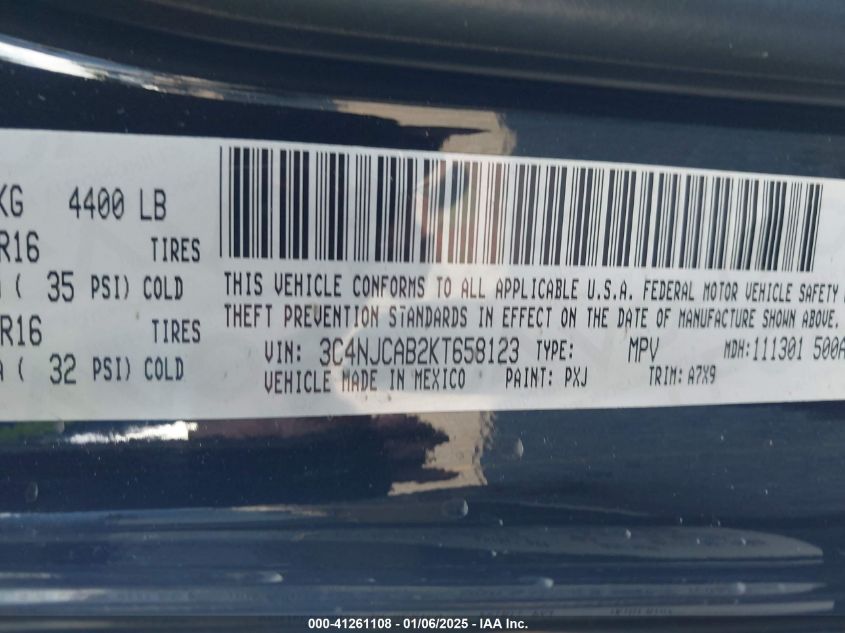 KG 4400 LB
R16 TIRES
( 35 PSI) COLD
R16 TIRES
A ( 32 PSI) COLD
THIS VEHICLE CONFORMS TO ALL APPLICABLE U.S.A. FEDERAL MOTOR VEHICLE SAFETY
THEFT PREVENTION STANDARDS IN EFFECT ON THE DATE OF MANUFACTURE SHOWN ABOVE.
VIN: 3C4NJCAB2KT658123 TYPE: MPV MDH: 111301 500A
VEHICLE MADE IN MEXICO PAINT: PXJ TRIM: A7X9
000-41261108 - 01/06/2025 - IAA Inc.